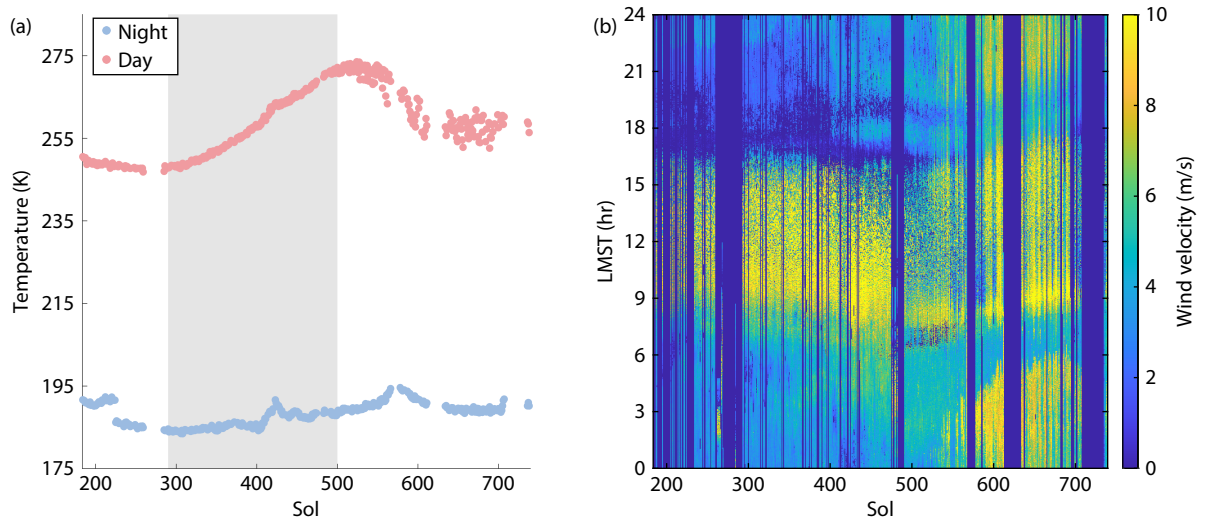 (a)
Night
Day
275
255
235
215
195
175
Temperature (K)
200 300 400 500 600 700
Sol
(b)
24
21
18
15
12
9
6
3
0
LMST (hr)
200 300 400 500 600 700
Sol
10
8
6
4
2
0
Wind velocity (m/s)